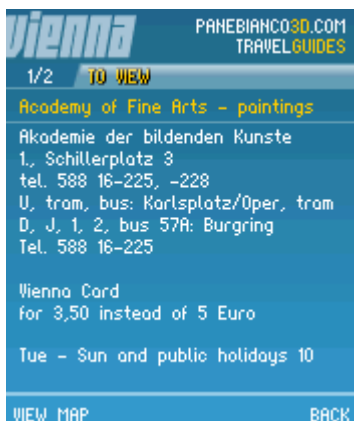 vienna
PANEBIANCO3D.COM
TRAVELGUIDES
1/2 TO VIEW
Academy of Fine Arts - paintings
Akademie der bildenden Kunste
1., Schillerplatz 3
tel. 588 16-225, -228
U, tram, bus: Karlsplatz/Oper, tram
D, J, 1, 2, bus 57A: Burgring
Tel. 588 16-225
Vienna Card
for 3,50 instead of 5 Euro
Tue - Sun and public holidays 10
VIEW MAP
BACK